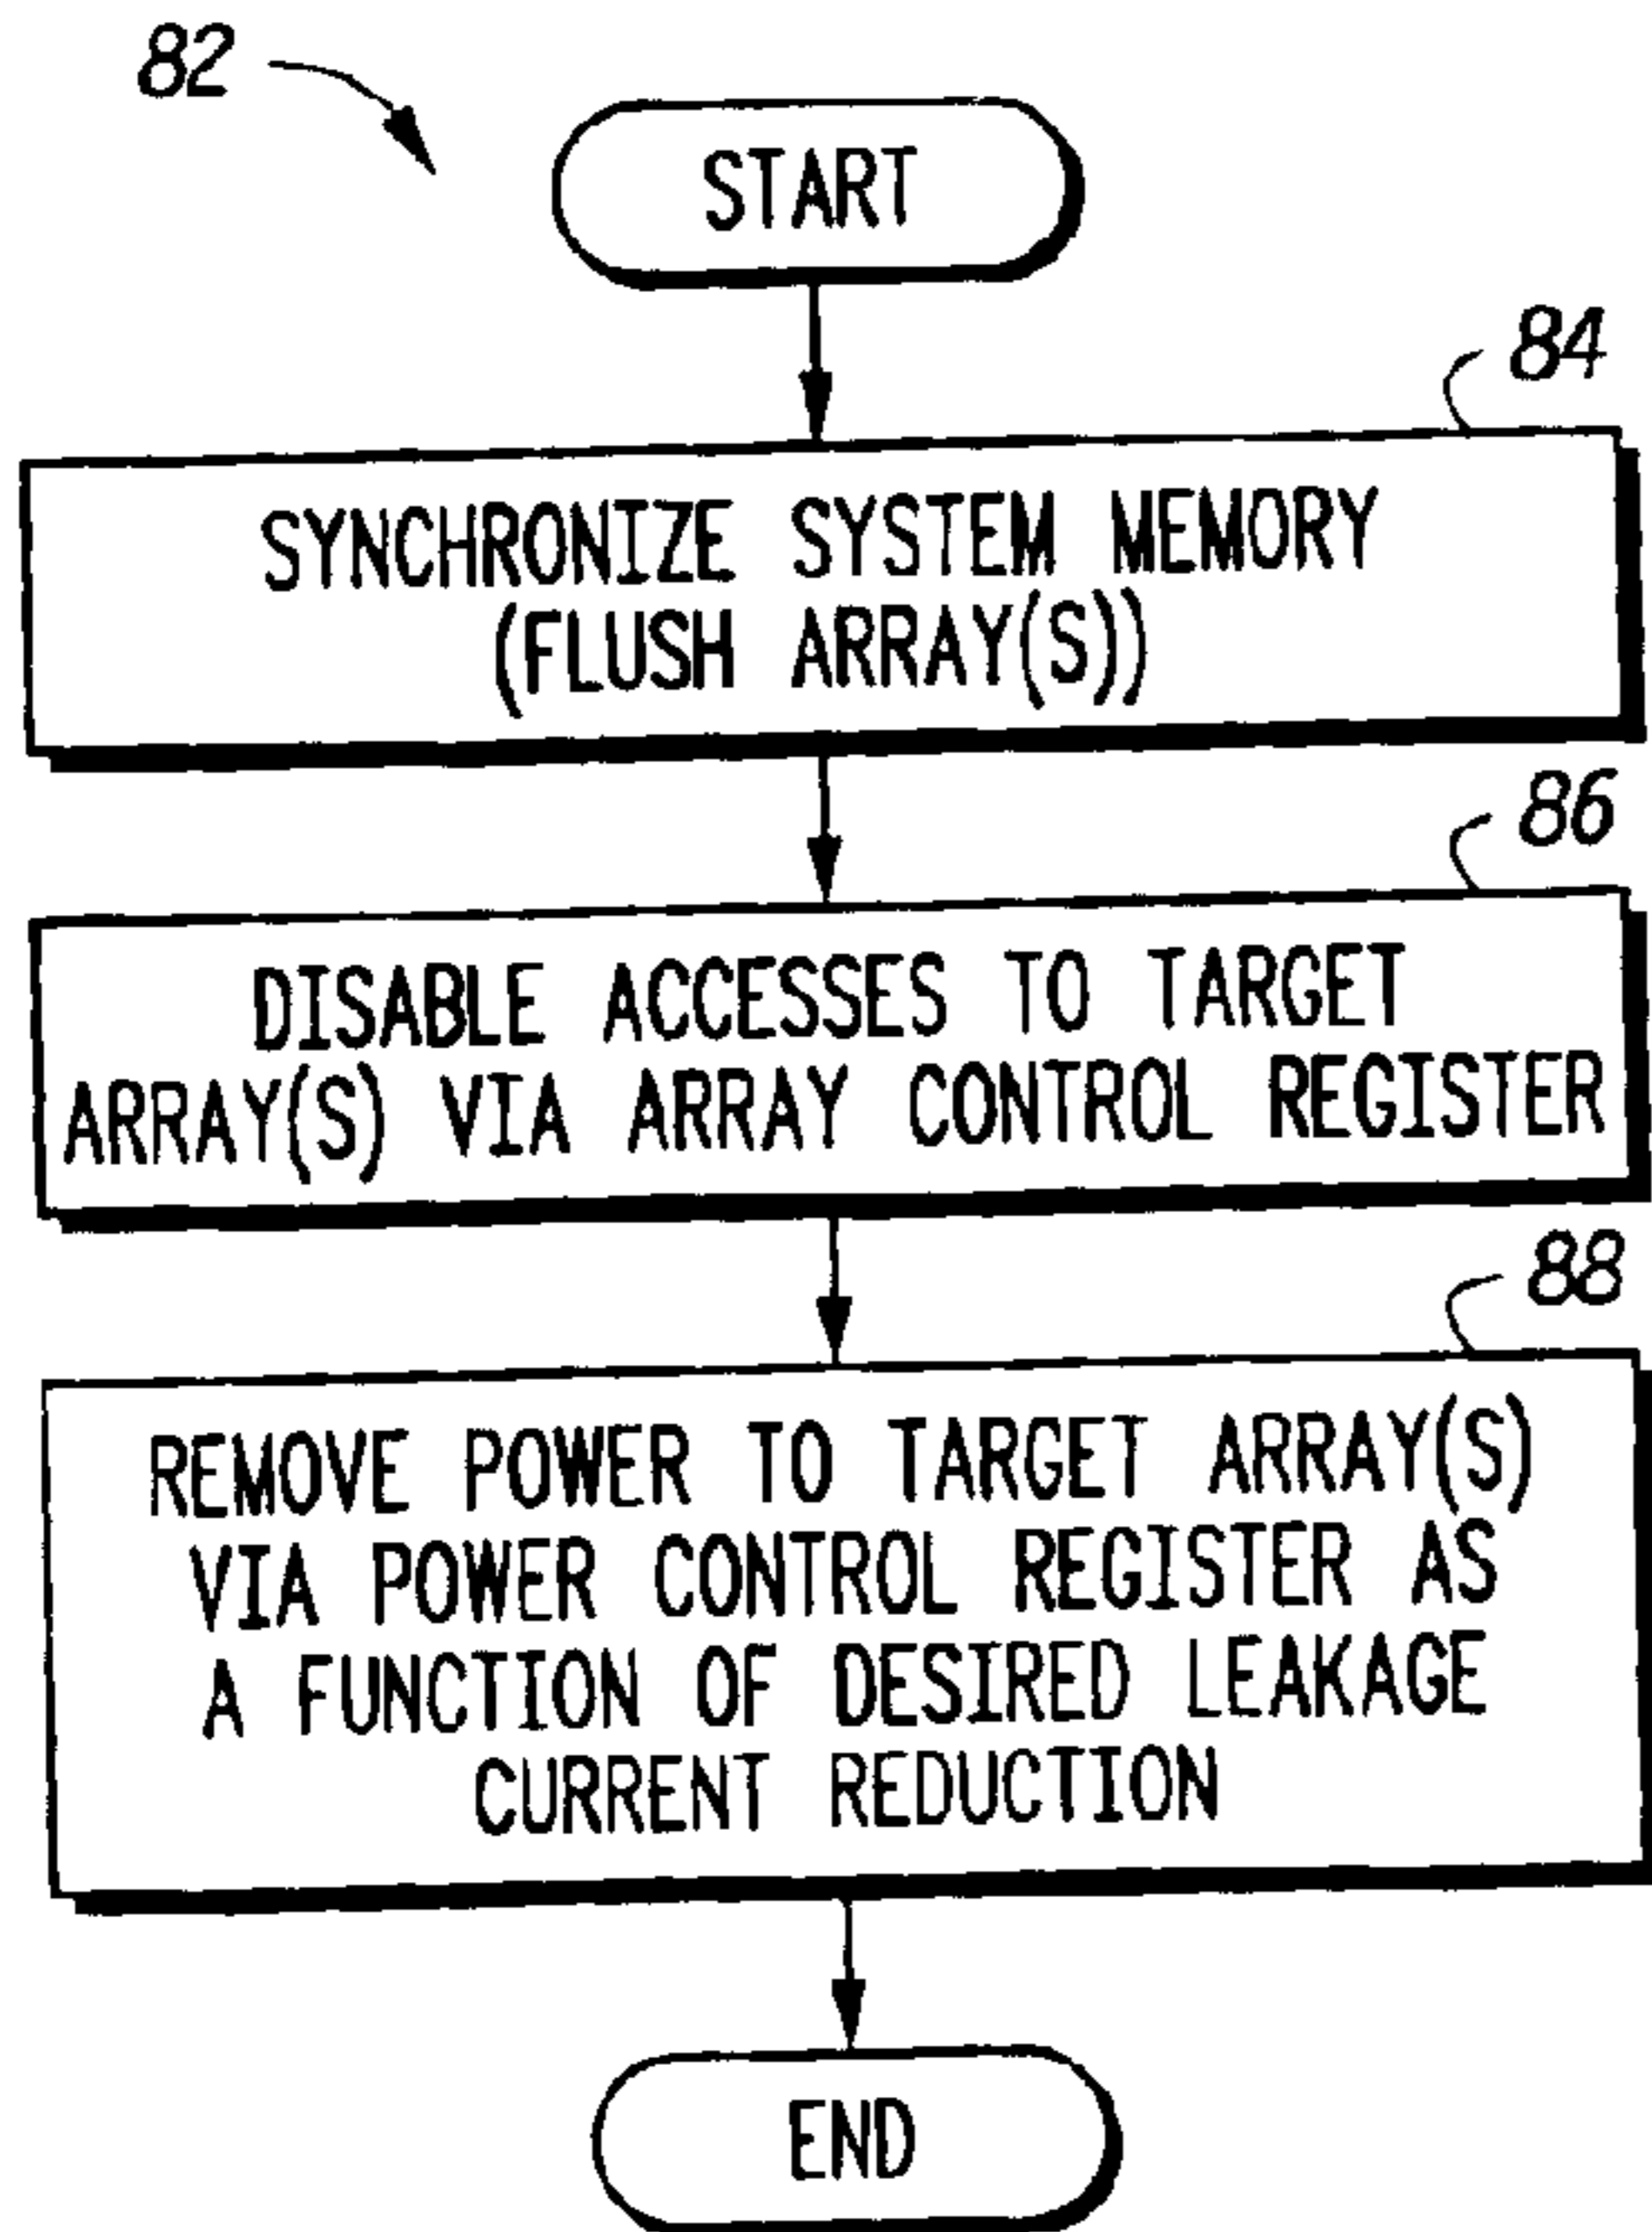 82
START
84
SYNCHRONIZE SYSTEM MEMORY
(FLUSH ARRAY(S))
86
DISABLE ACCESSES TO TARGET
ARRAY(S) VIA ARRAY CONTROL REGISTER
88
REMOVE POWER TO TARGET ARRAY(S)
VIA POWER CONTROL REGISTER AS
A FUNCTION OF DESIRED LEAKAGE
CURRENT REDUCTION
END